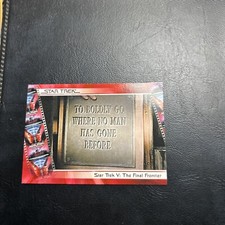 STAR TREK
TO BOLDLY GO
WHERE NO MAN
HAS GONE
BEFORE
Star Trek V: The Final Frontier